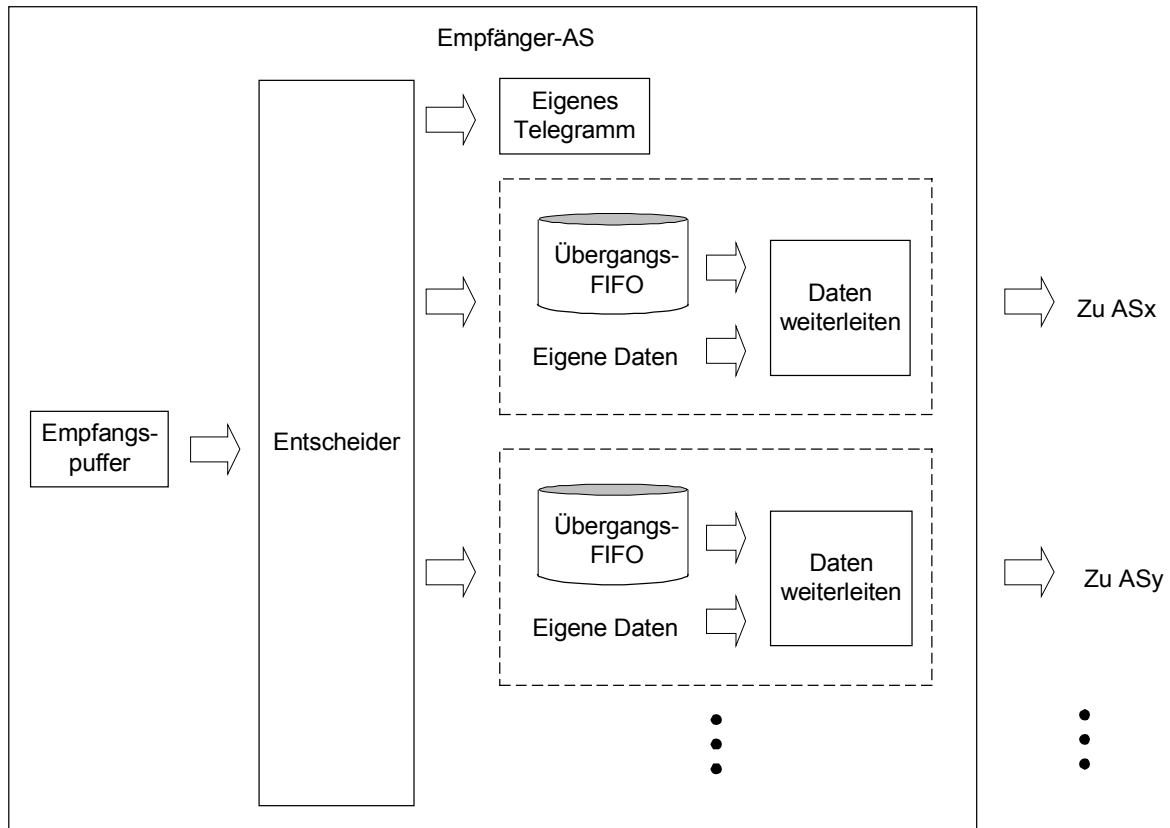 Empfänger-AS
Eigenes
Telegramm
Übergangs-
FIFO
Daten
weiterleiten
Eigene Daten
Zu ASx
Empfangs-
puffer
Entscheider
Übergangs-
FIFO
Daten
weiterleiten
Eigene Daten
Zu ASy